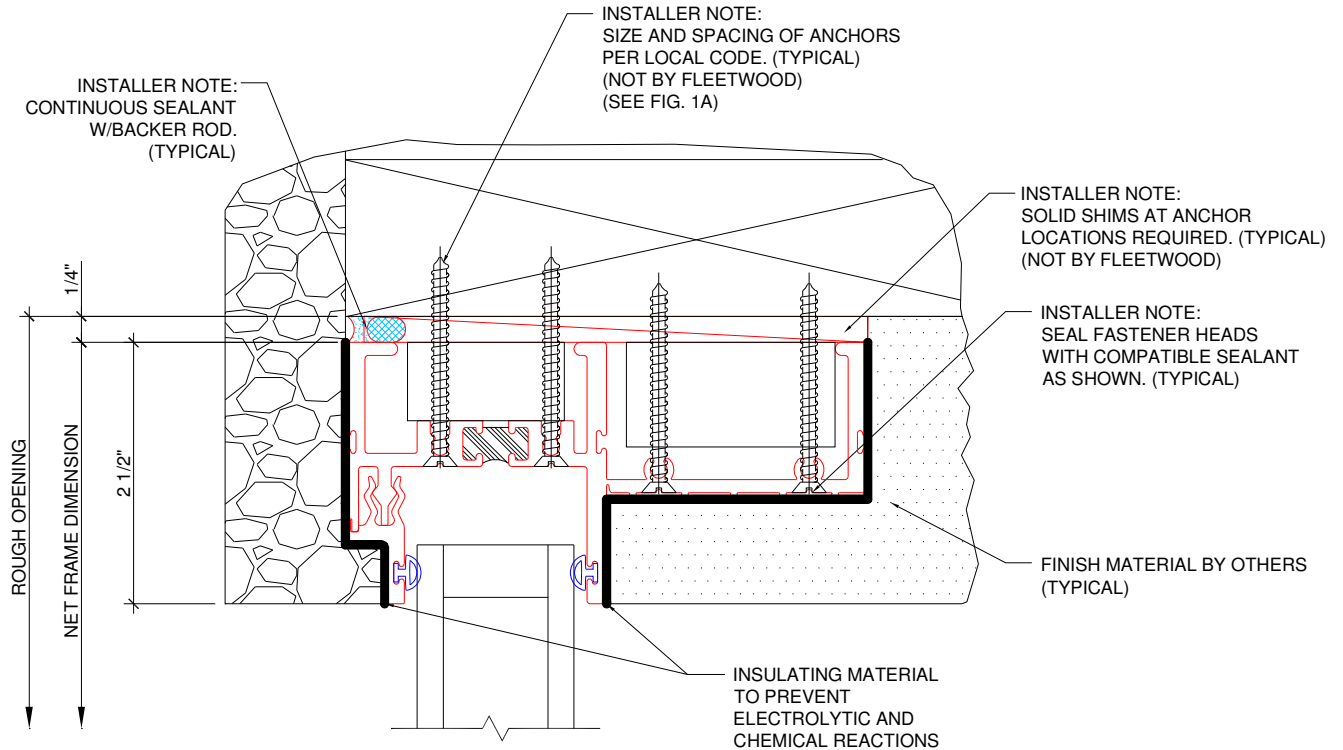 INSTALLER NOTE:
SIZE AND SPACING OF ANCHORS
PER LOCAL CODE. (TYPICAL)
(NOT BY FLEETWOOD)
(SEE FIG. 1A)
INSTALLER NOTE:
CONTINUOUS SEALANT
W/BACKER ROD.
(TYPICAL)
INSTALLER NOTE:
SOLID SHIMS AT ANCHOR
LOCATIONS REQUIRED. (TYPICAL)
(NOT BY FLEETWOOD)
INSTALLER NOTE:
SEAL FASTENER HEADS
WITH COMPATIBLE SEALANT
AS SHOWN. (TYPICAL)
1/4"
ROUGH OPENING
NET FRAME DIMENSION
2 1/2"
FINISH MATERIAL BY OTHERS
(TYPICAL)
INSULATING MATERIAL
TO PREVENT
ELECTROLYTIC AND
CHEMICAL REACTIONS